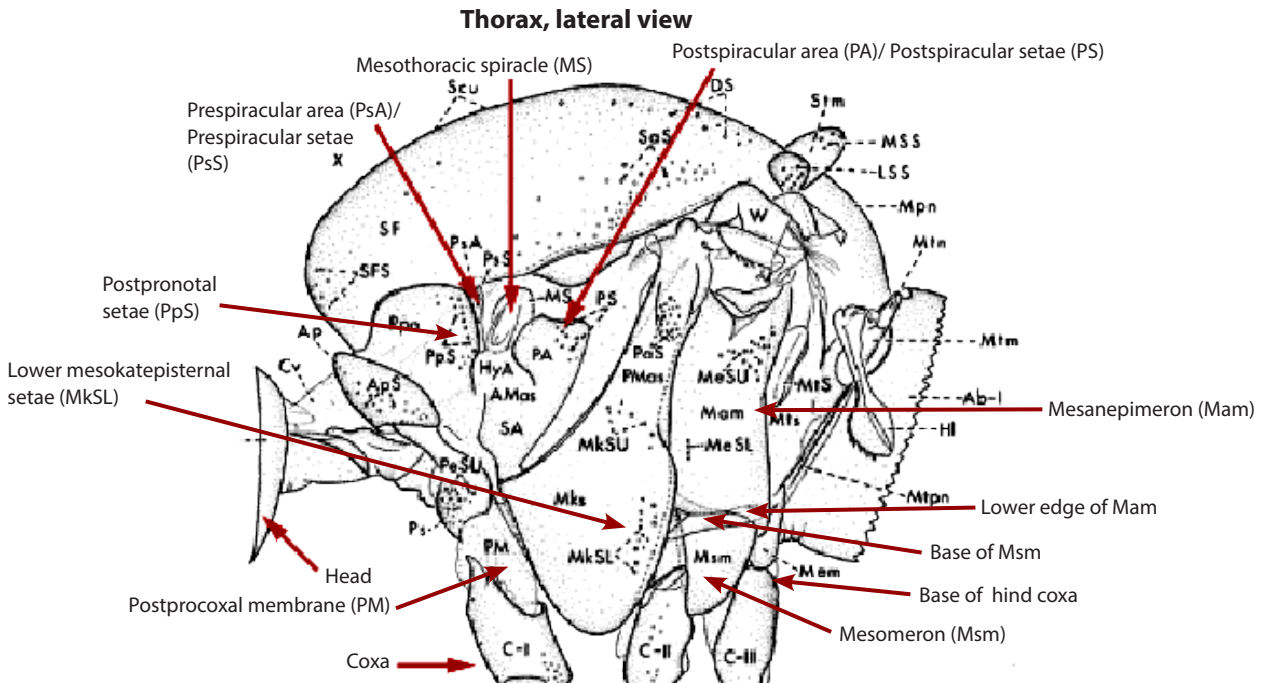 Thorax, lateral view
Postspiracular area (PA)/ Postspiracular setae (PS)
Mesothoracic spiracle (MS)
Scu
DS
Stm
Prespiracular area (PsA)/
Prespiracular setae
(PsS)
X
SaS
MSS
LSS
W
Mpn
SF
PsA
PsS
Mtn
SFS
Postpronotal
setae (PpS)
MS
PS
Ppn
Ap
PpS
HyA
PA
PaS
PMas
MeSU
MtS
Mtm
Cv
Lower mesokatepisternal
setae (MkSL)
ApS
AMas
Mam
Mts
Ab-I
Mesanepimeron (Mam)
SA
MkSU
MeSL
Hl
PeSU
Mks
Mtpn
Lower edge of Mam
Ps
PM
MkSL
Msm
Base of Msm
Mem
Head
Base of hind coxa
Postprocoxal membrane (PM)
Mesomeron (Msm)
Coxa
C-I
C-II
C-III